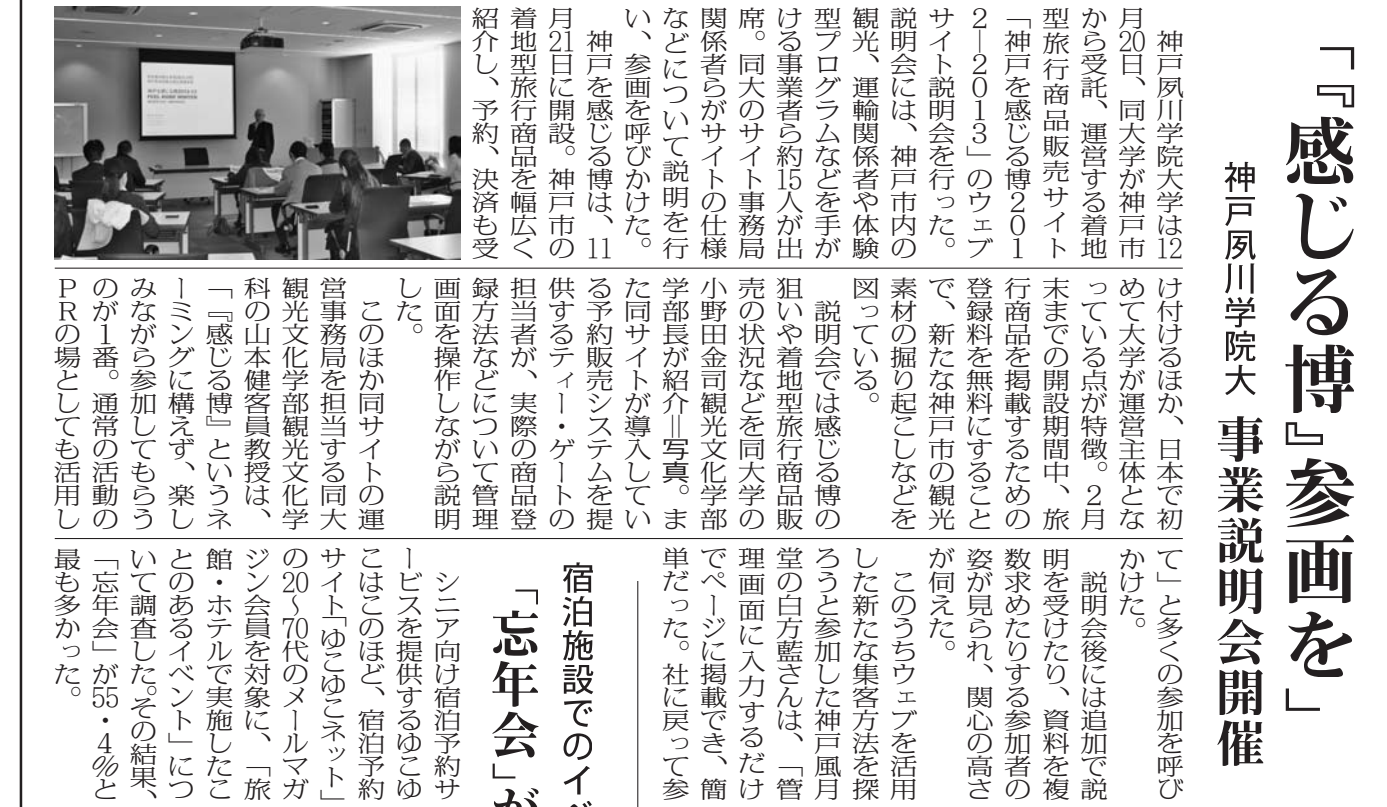 「『感じる博』参画を」
神戸夙川学院大 事業説明会開催
神戸夙川学院大学は12
月20日、同大学が神戸市
から受託、運営する着地
型旅行商品販売サイト
「神戸を感じる博201
2―2013」のウェブ
サイト説明会を行った。
説明会には、神戸市内の
観光、運輸関係者や体験
型プログラムなどを手が
ける事業者ら約15人が出
席。同大のサイト事務局
関係者らがサイトの仕様
などについて説明を行
い、参画を呼びかけた。
神戸を感じる博は、11
月21日に開設。神戸市の
着地型旅行商品を幅広く
紹介し、予約、決済も受
け付けるほか、日本で初
めて大学が運営主体とな
っている点が特徴。2月
末までの開設期間中、旅
行商品を掲載するための
登録料を無料にすること
で、新たな神戸市の観光
素材の掘り起こしなどを
図っている。
説明会では感じる博の
狙いや着地型旅行商品販
売の状況などを同大学の
小野田金司観光文化学部
学部長が紹介＝写真。ま
た同サイトが導入してい
る予約販売システムを提
供するティー・ゲートの
担当者が、実際の商品登
録方法などについて管理
画面を操作しながら説明
した。
このほか同サイトの運
営事務局を担当する同大
観光文化学部観光文化学
科の山本健客員教授は、
「『感じる博』というネ
ーミングに構えず、楽し
みながら参加してもらう
のが1番。通常の活動の
PRの場としても活用し
て」と多くの参加を呼び
かけた。
説明会後には追加で説
明を受けたり、資料を複
数求めたりする参加者の
姿が見られ、関心の高さ
が伺えた。
このうちウェブを活用
した新たな集客方法を探
ろうと参加した神戸風月
堂の白方藍さんは、「管
理画面に入力するだけ
でページに掲載でき、簡
単だった。社に戻って参
宿泊施設でのイベ
「忘年会」が
シニア向け宿泊予約サ
ービスを提供するゆこゆ
こはこのほど、宿泊予約
サイト「ゆこゆこネット」
の20～70代のメールマガ
ジン会員を対象に、「旅
館・ホテルで実施したこ
とのあるイベント」につ
いて調査した。その結果、
「忘年会」が55・4％と
最も多かった。